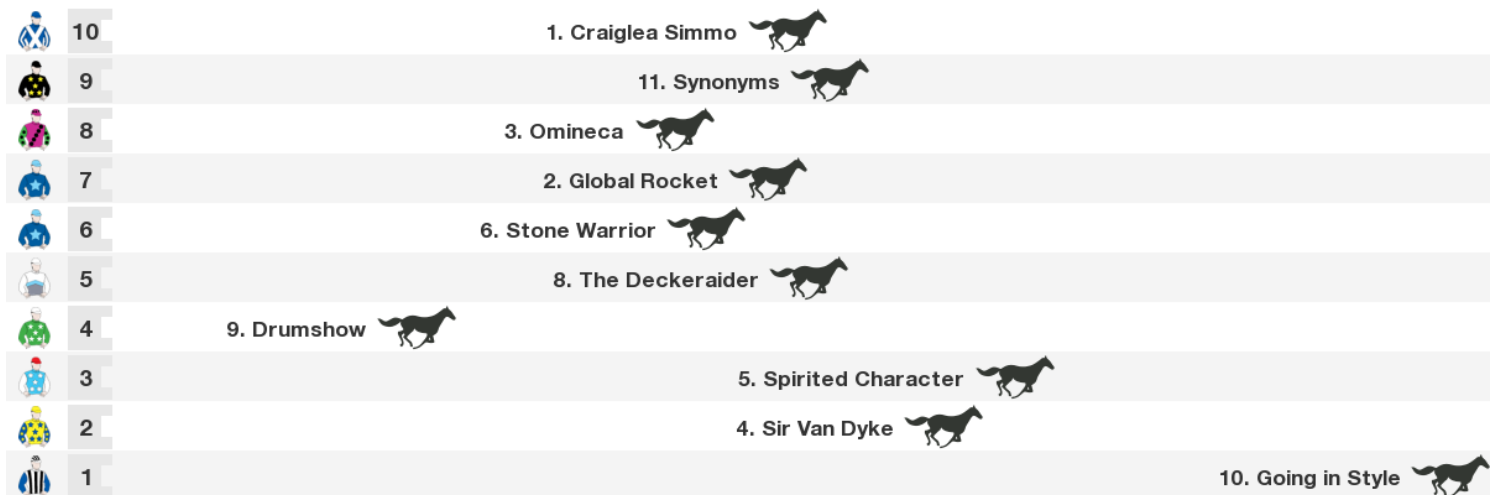 10 1. Craiglea Simmo
9 11. Synonyms
8 3. Omineca
7 2. Global Rocket
6 6. Stone Warrior
5 8. The Deckeraider
4 9. Drumshow
3 5. Spirited Character
2 4. Sir Van Dyke
1 10. Going in Style